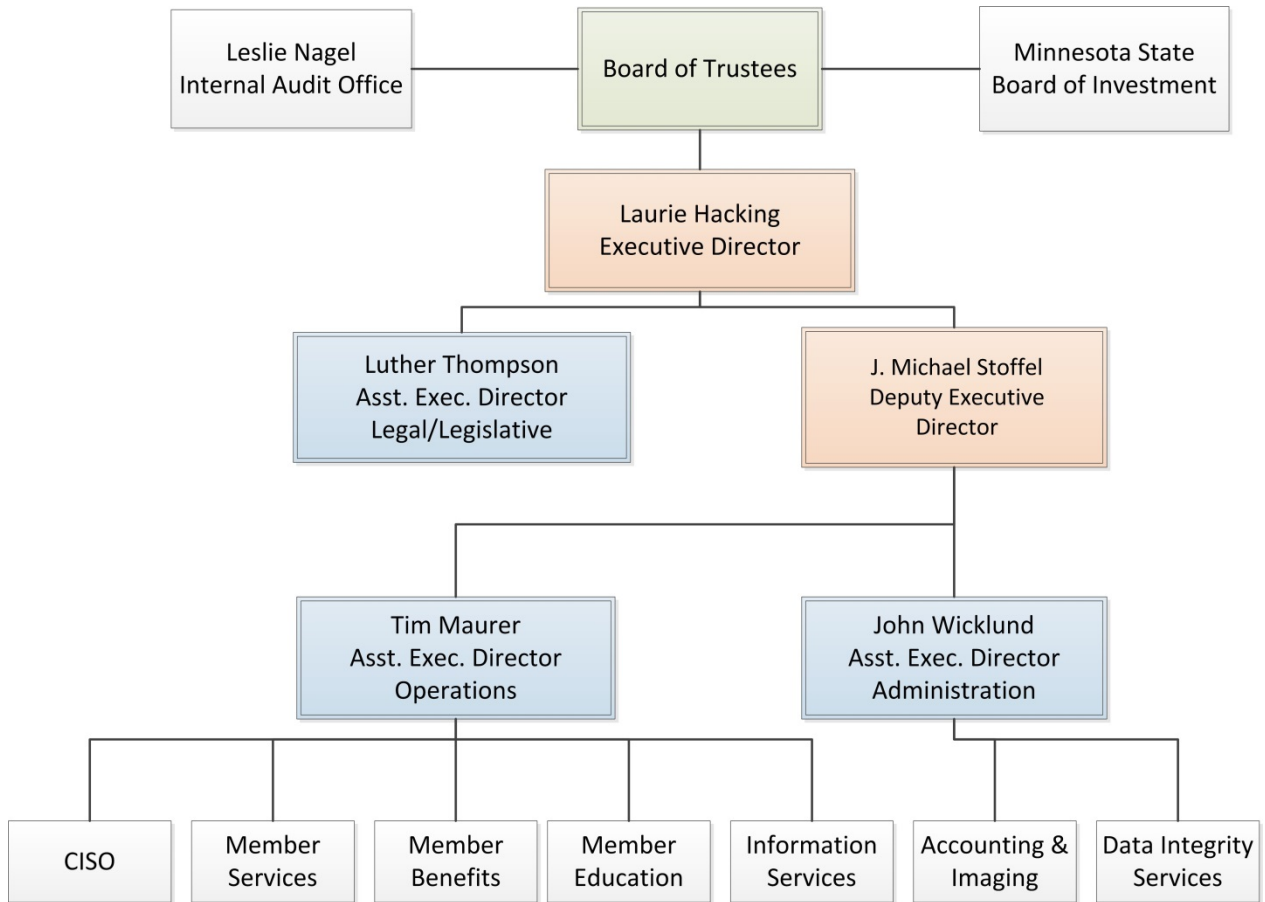 Leslie Nagel
Internal Audit Office
Board of Trustees
Minnesota State
Board of Investment
Laurie Hacking
Executive Director
Luther Thompson
Asst. Exec. Director
Legal/Legislative
J. Michael Stoffel
Deputy Executive
Director
Tim Maurer
Asst. Exec. Director
Operations
John Wicklund
Asst. Exec. Director
Administration
CISO
Member
Services
Member
Benefits
Member
Education
Information
Services
Accounting &
Imaging
Data Integrity
Services